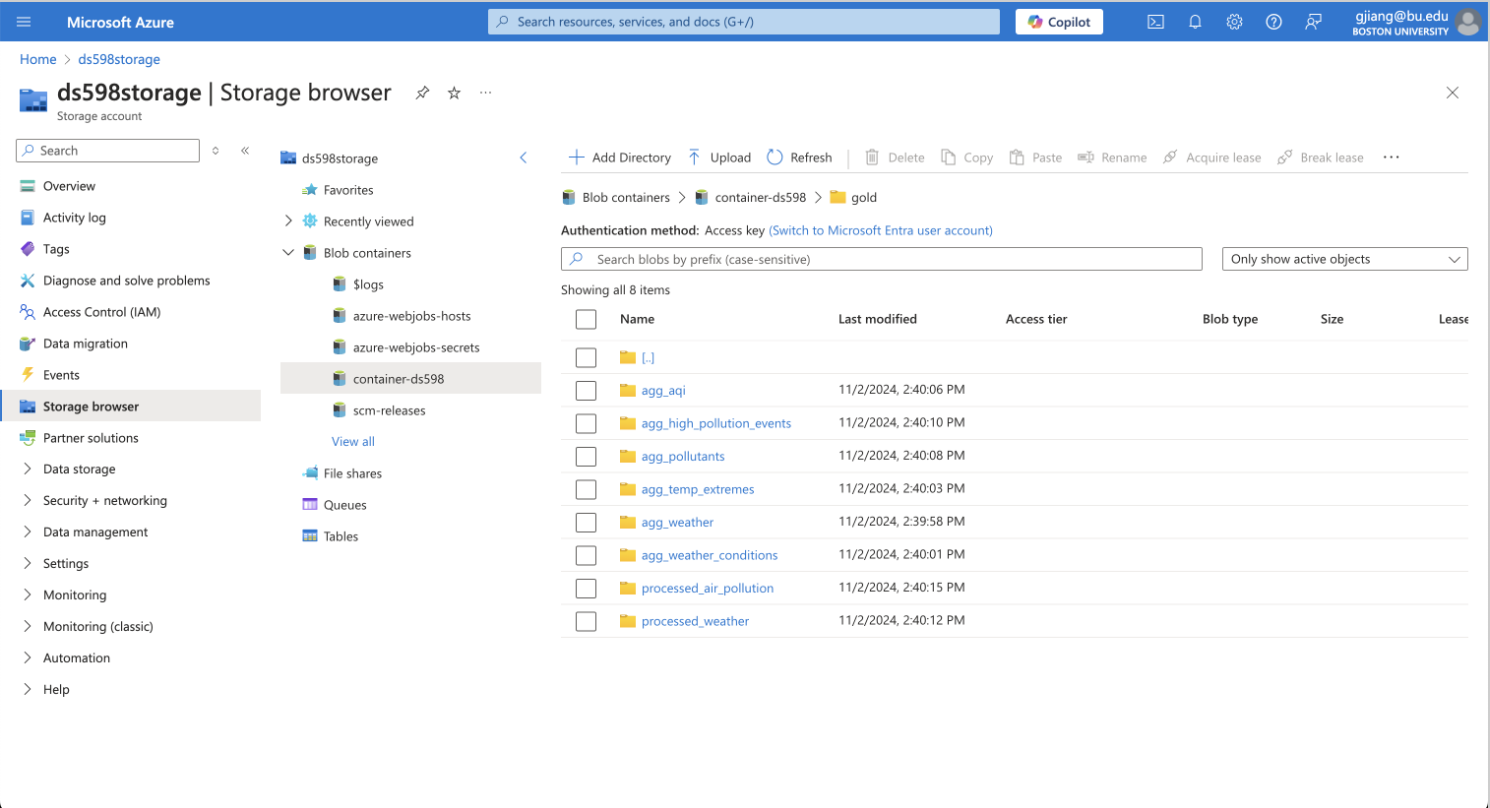 Microsoft Azure
Search resources, services, and docs (G+/)
Copilot
gjiang@bu.edu
BOSTON UNIVERSITY
Home > ds598storage
ds598storage | Storage browser
Storage account
Search
Overview
Activity log
Tags
Diagnose and solve problems
Access Control (IAM)
Data migration
Events
Storage browser
Partner solutions
Data storage
Security + networking
Data management
Settings
Monitoring
Monitoring (classic)
Automation
Help
ds598storage
Favorites
Recently viewed
Blob containers
$logs
azure-webjobs-hosts
azure-webjobs-secrets
container-ds598
scm-releases
View all
File shares
Queues
Tables
Add Directory Upload Refresh Delete Copy Paste Rename Acquire lease Break lease ...
Blob containers > container-ds598 > gold
Authentication method: Access key (Switch to Microsoft Entra user account)
Search blobs by prefix (case-sensitive)
Only show active objects
Showing all 8 items
Name Last modified Access tier Blob type Size Lease
[..]
agg_aqi 11/2/2024, 2:40:06 PM
agg_high_pollution_events 11/2/2024, 2:40:10 PM
agg_pollutants 11/2/2024, 2:40:08 PM
agg_temp_extremes 11/2/2024, 2:40:03 PM
agg_weather 11/2/2024, 2:39:58 PM
agg_weather_conditions 11/2/2024, 2:40:01 PM
processed_air_pollution 11/2/2024, 2:40:15 PM
processed_weather 11/2/2024, 2:40:12 PM